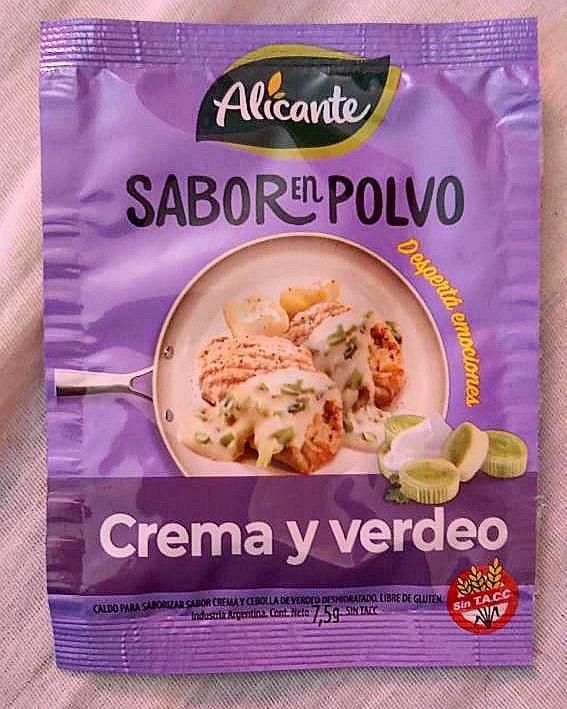 Alicante
SABOR en POLVO
Despertá emociones
Crema y verdeo
CALDO PARA SABORIZAR SABOR CREMA Y CEBOLLA DE VERDEO DESHIDRATADO. LIBRE DE GLUTEN.
Industria Argentina. Cont. Neto 7,5g - SIN TACC
Sin T.A.C.C